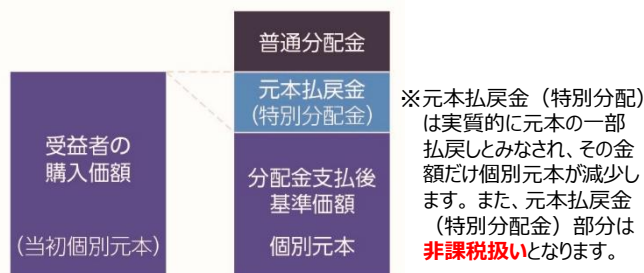 普通分配金
元本払戻金
(特別分配金)
受益者の
購入価額
(当初個別元本)
分配金支払後
基準価額
個別元本
※元本払戻金（特別分配）
は実質的に元本の一部
払戻しとみなされ、その金
額だけ個別元本が減少し
ます。また、元本払戻金
（特別分配金）部分は
非課税扱いとなります。